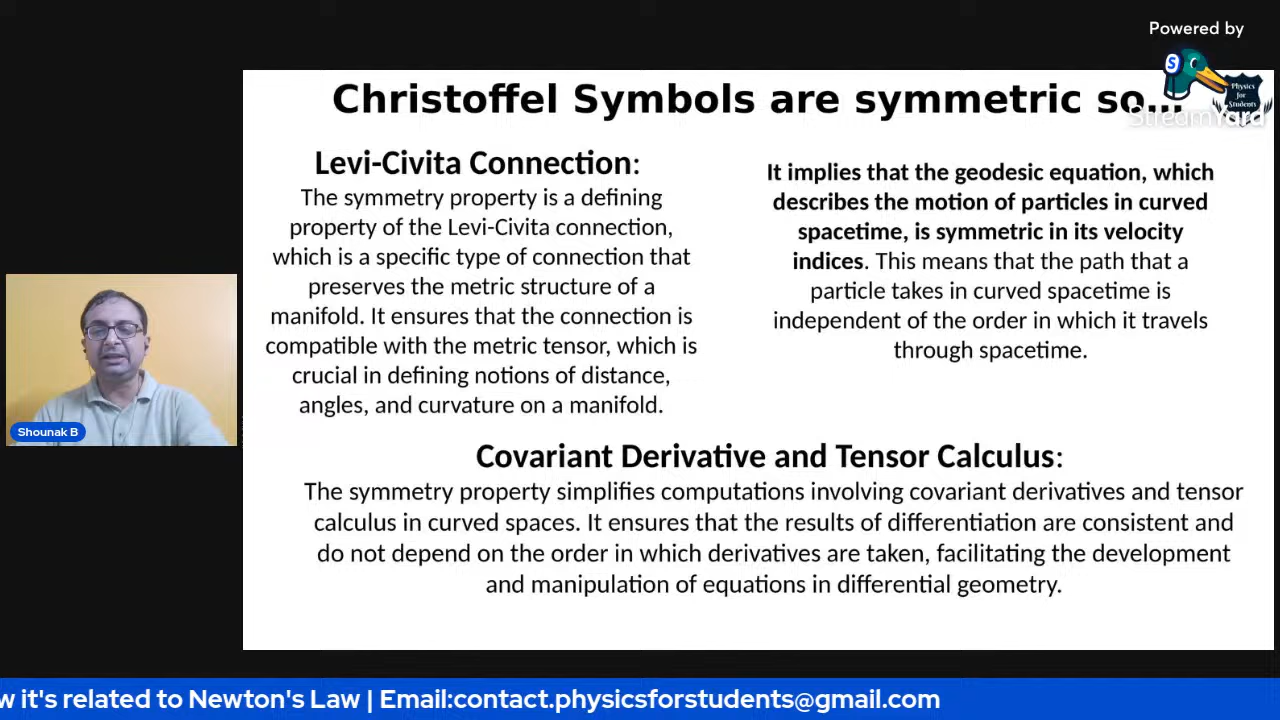 Powered by
StreamYard
Physics
for
Students
Christoffel Symbols are symmetric so...
Levi-Civita Connection:
The symmetry property is a defining
property of the Levi-Civita connection,
which is a specific type of connection that
preserves the metric structure of a
manifold. It ensures that the connection is
compatible with the metric tensor, which is
crucial in defining notions of distance,
angles, and curvature on a manifold.
It implies that the geodesic equation, which
describes the motion of particles in curved
spacetime, is symmetric in its velocity
indices. This means that the path that a
particle takes in curved spacetime is
independent of the order in which it travels
through spacetime.
Covariant Derivative and Tensor Calculus:
The symmetry property simplifies computations involving covariant derivatives and tensor
calculus in curved spaces. It ensures that the results of differentiation are consistent and
do not depend on the order in which derivatives are taken, facilitating the development
and manipulation of equations in differential geometry.
Shounak B
w it's related to Newton's Law | Email:contact.physicsforstudents@gmail.com